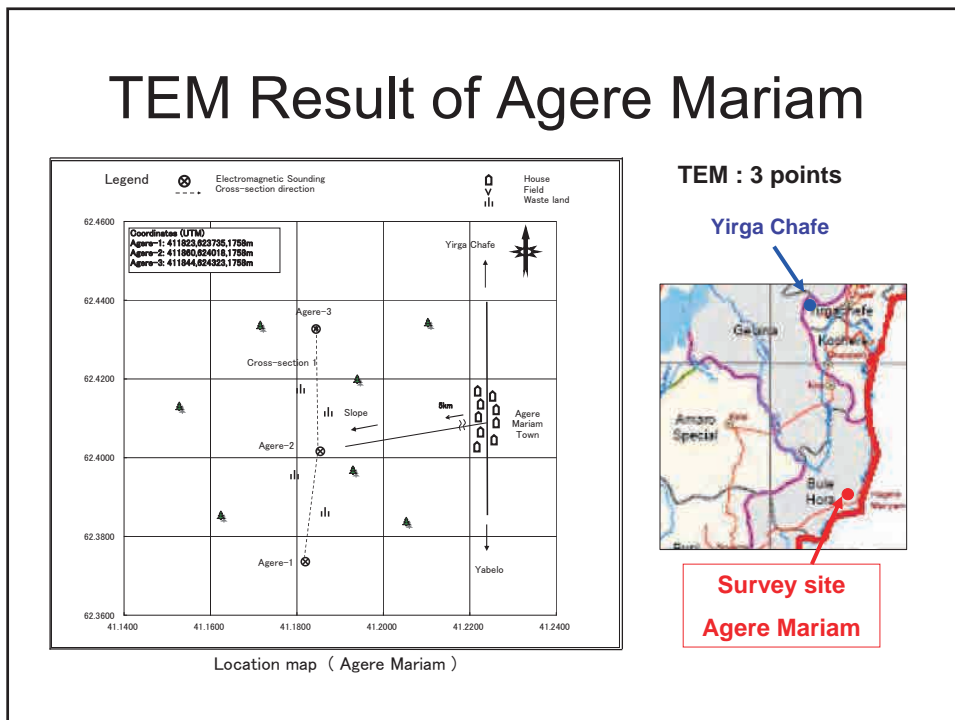 TEM Result of Agere Mariam
Legend
Electromagnetic Sounding
Cross-section direction
House
Field
Waste land
62.4600
62.4400
62.4200
62.4000
62.3800
62.3600
41.1400
41.1600
41.1800
41.2000
41.2200
41.2400
Coordinates (UTM)
Agere-1: 411823,623735,1758m
Agere-2: 411860,624018,1758m
Agere-3: 411844,624323,1758m
Yirga Chafe
Agere-3
Cross-section 1
Slope
5km
Agere
Mariam
Town
Agere-2
Agere-1
Yabelo
Location map ( Agere Mariam )
TEM : 3 points
Yirga Chafe
Gelana
Kochere
Amaro
Special
Bule
Hora
Survey site
Agere Mariam